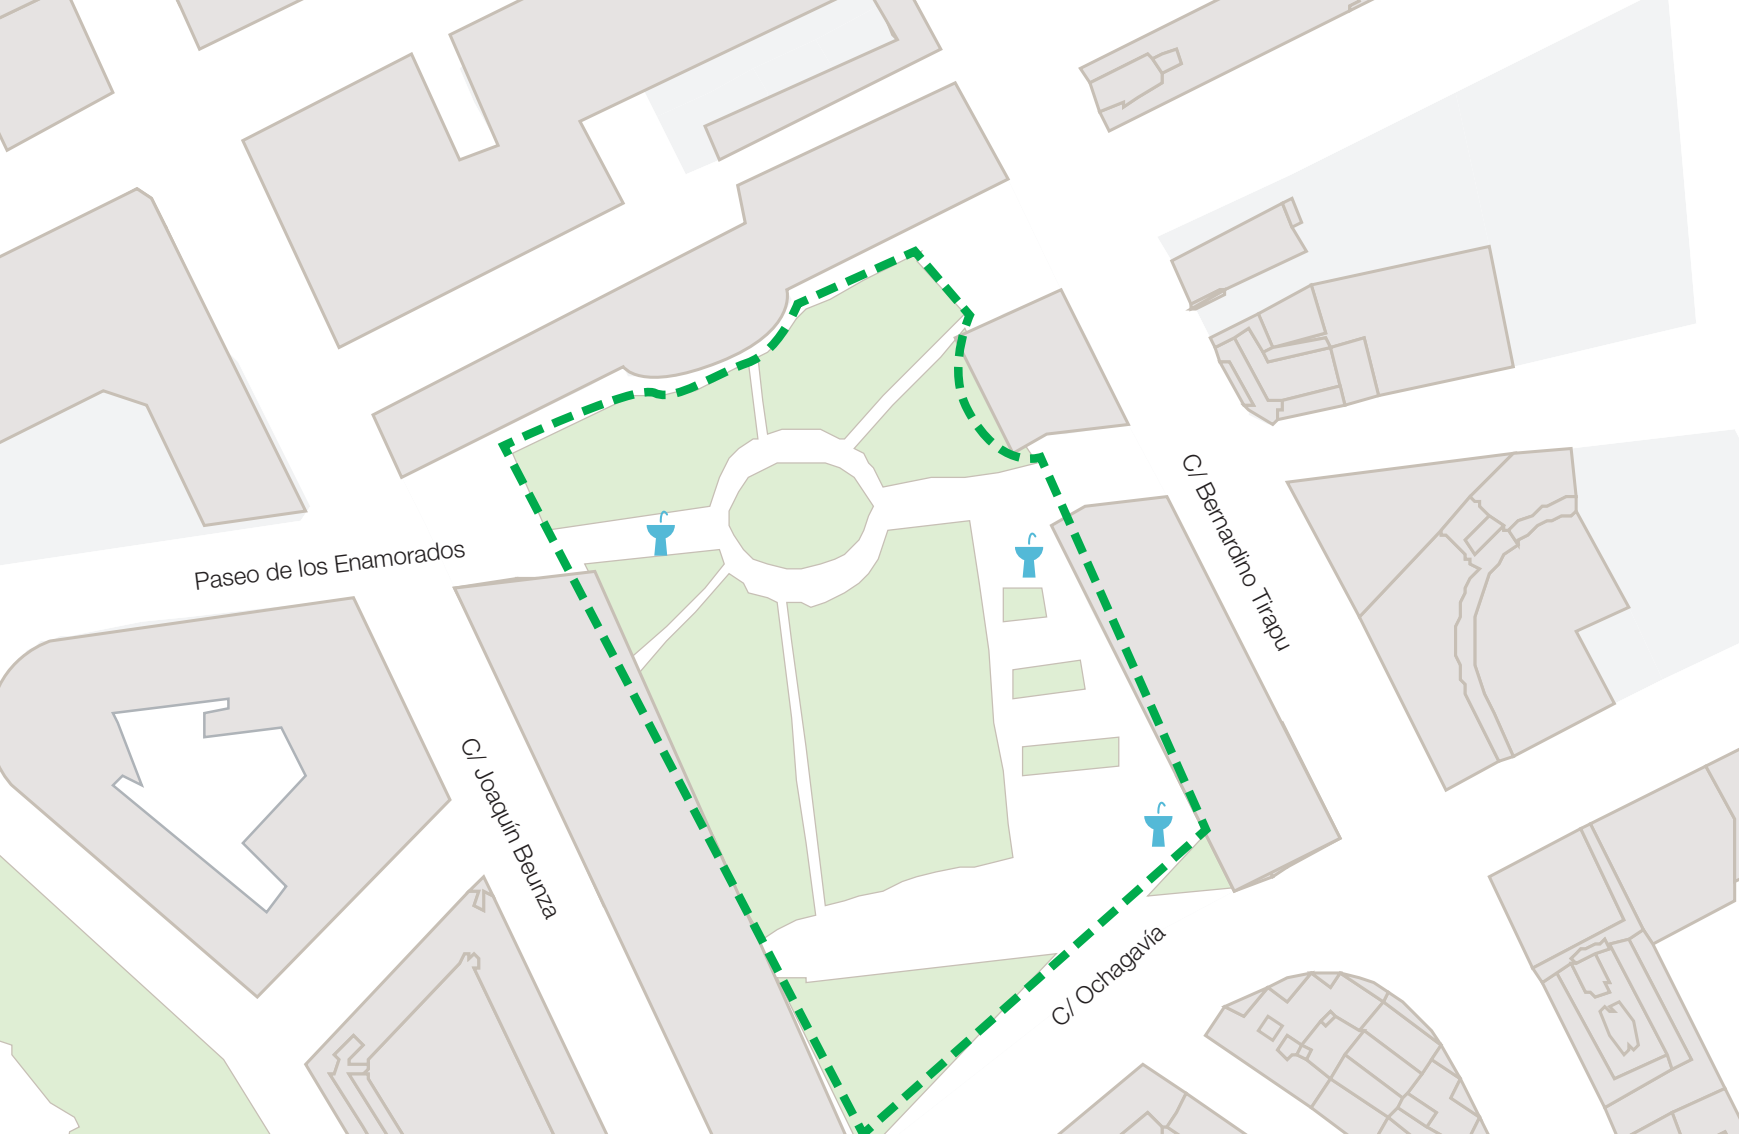 C/ Bernardino Tirapu
Paseo de los Enamorados
C/ Joaquín Beunza
C/ Ochagavía